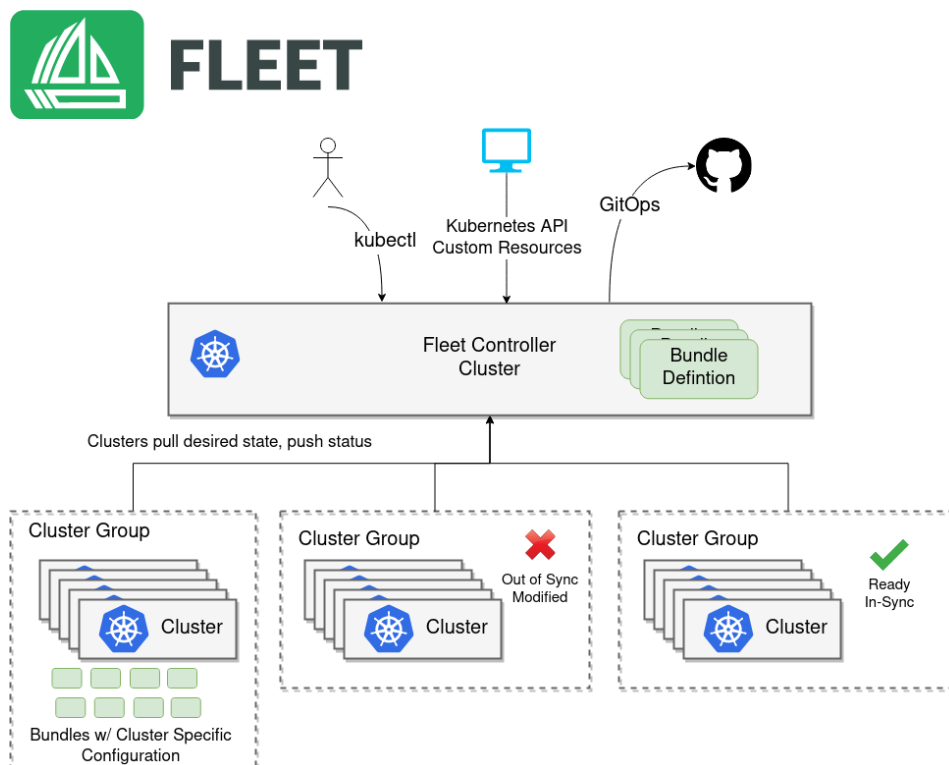 FLEET
kubectl
Kubernetes API
Custom Resources
GitOps
Fleet Controller
Cluster
Bundle
Defintion
Clusters pull desired state, push status
Cluster Group
Cluster
Bundles w/ Cluster Specific
Configuration
Cluster Group
Out of Sync
Modified
Cluster
Cluster Group
Ready
In-Sync
Cluster